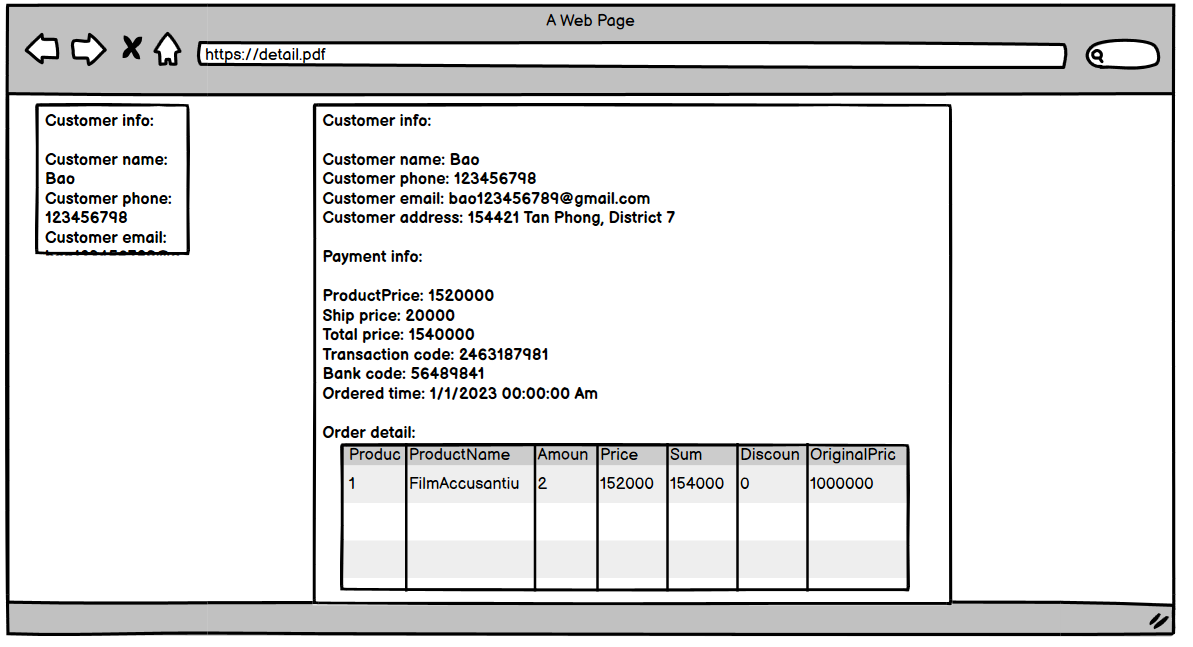 A Web Page
https://detail.pdf
Customer info:
Customer name:
Bao
Customer phone:
123456798
Customer email:
Customer info:
Customer name: Bao
Customer phone: 123456798
Customer email: bao123456789@gmail.com
Customer address: 154421 Tan Phong, District 7
Payment info:
ProductPrice: 1520000
Ship price: 20000
Total price: 1540000
Transaction code: 2463187981
Bank code: 56489841
Ordered time: 1/1/2023 00:00:00 Am
Order detail:
Produc ProductName Amoun Price Sum Discoun OriginalPric
1 FilmAccusantiu 2 152000 154000 0 1000000